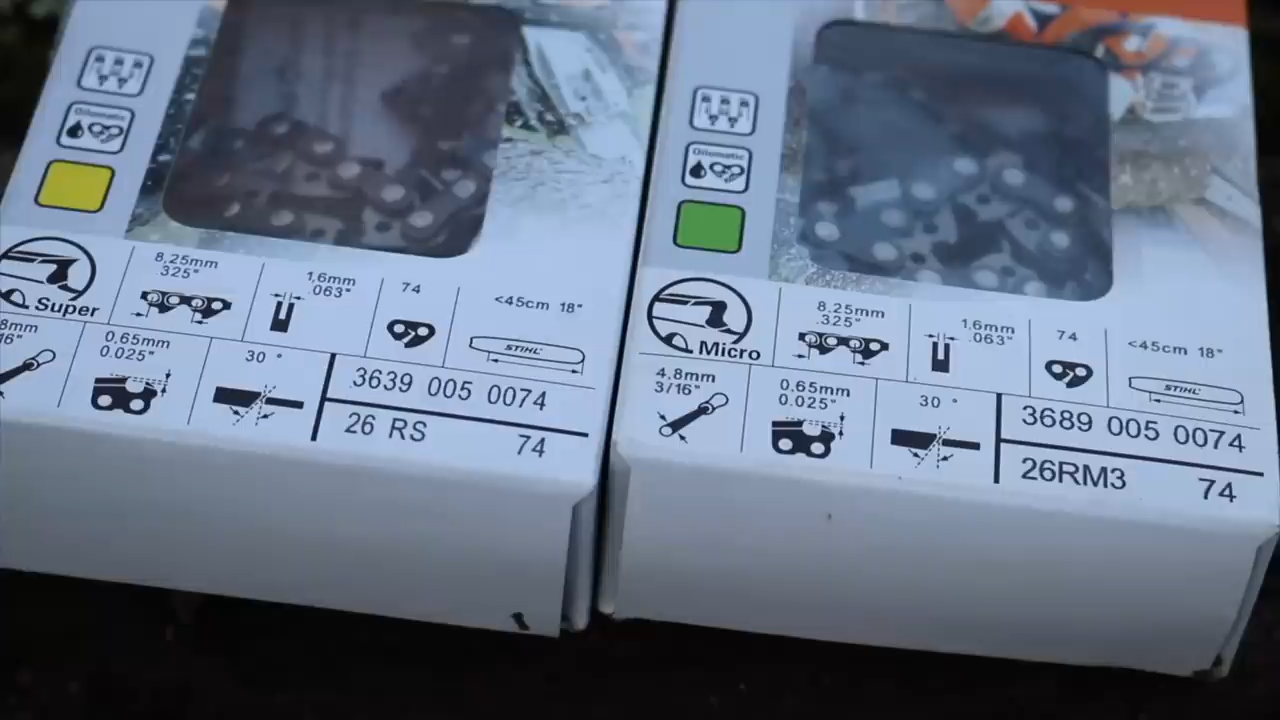 Oilomatic
Super
8,25mm
.325"
1,6mm
.063"
74
<45cm 18"
STIHL
8mm
16"
0.65mm
0.025"
30 °
3639 005 0074
26 RS 74
Oilomatic
Micro
8.25mm
.325"
1.6mm
.063"
74
<45cm 18"
STIHL
4.8mm
3/16"
0.65mm
0.025"
30 °
3689 005 0074
26RM3 74